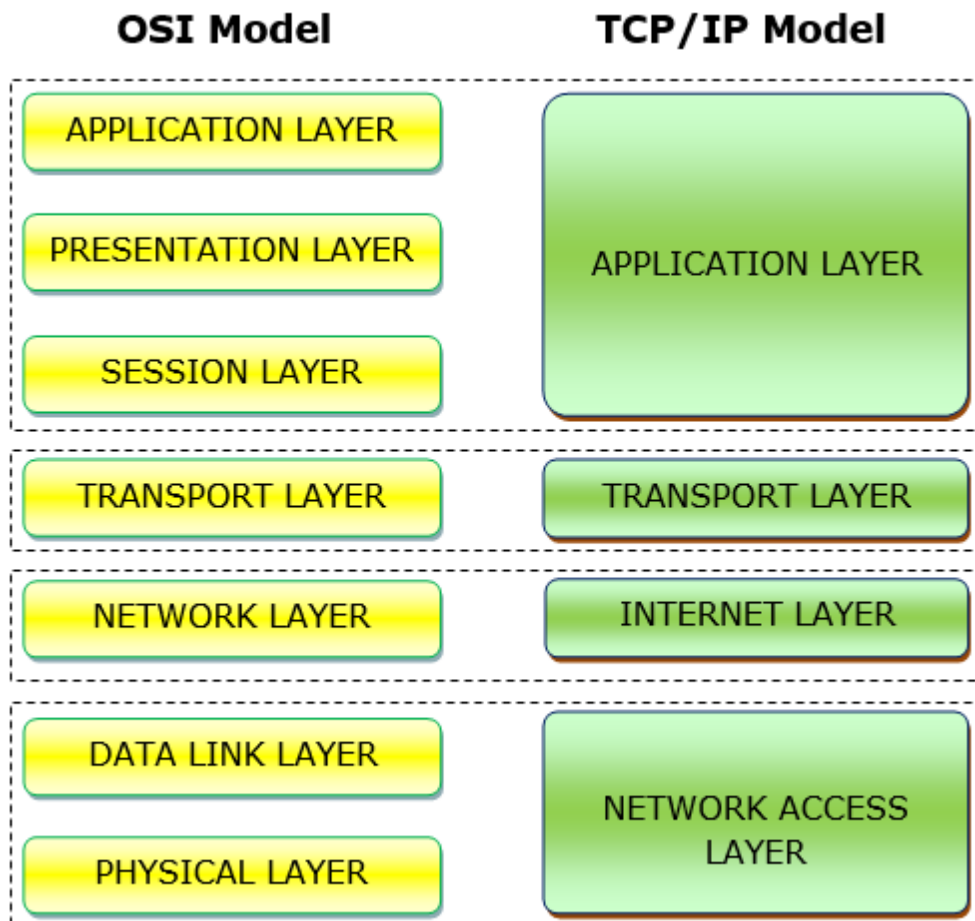 OSI Model
TCP/IP Model
APPLICATION LAYER
PRESENTATION LAYER
SESSION LAYER
APPLICATION LAYER
TRANSPORT LAYER
TRANSPORT LAYER
NETWORK LAYER
INTERNET LAYER
DATA LINK LAYER
PHYSICAL LAYER
NETWORK ACCESS
LAYER